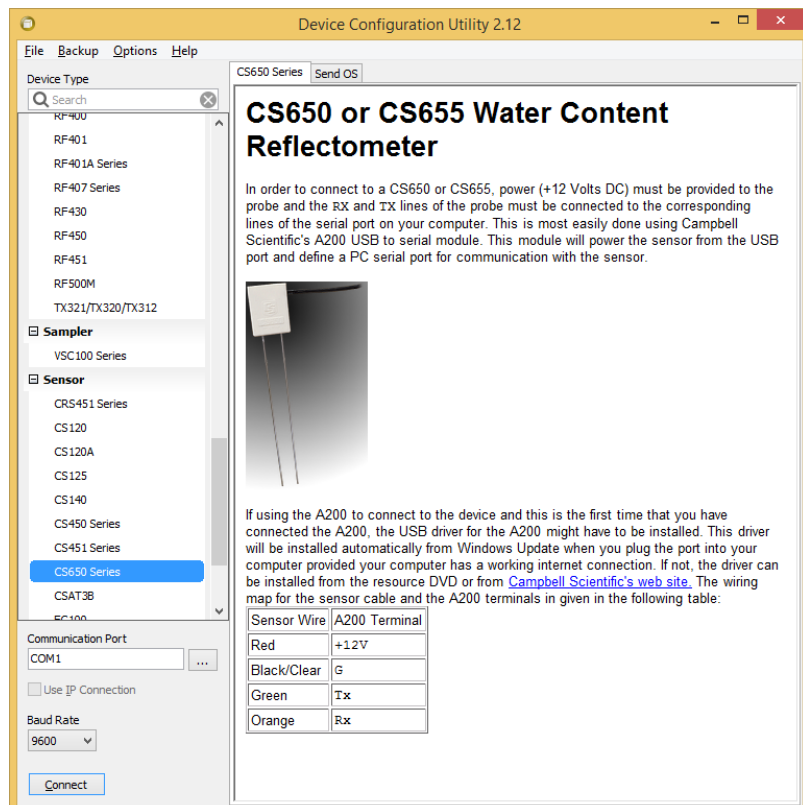 Device Configuration Utility 2.12
File Backup Options Help
Device Type
Search
RF400
RF401
RF401A Series
RF407 Series
RF430
RF450
RF451
RF500M
TX321/TX320/TX312
Sampler
VSC100 Series
Sensor
CRS451 Series
CS120
CS120A
CS125
CS140
CS450 Series
CS451 Series
CS650 Series
CSAT3B
EC100
Communication Port
COM1
...
Use IP Connection
Baud Rate
9600
Connect
CS650 Series Send OS
CS650 or CS655 Water Content
Reflectometer
In order to connect to a CS650 or CS655, power (+12 Volts DC) must be provided to the
probe and the RX and TX lines of the probe must be connected to the corresponding
lines of the serial port on your computer. This is most easily done using Campbell
Scientific's A200 USB to serial module. This module will power the sensor from the USB
port and define a PC serial port for communication with the sensor.
If using the A200 to connect to the device and this is the first time that you have
connected the A200, the USB driver for the A200 might have to be installed. This driver
will be installed automatically from Windows Update when you plug the port into your
computer provided your computer has a working internet connection. If not, the driver can
be installed from the resource DVD or from Campbell Scientific's web site. The wiring
map for the sensor cable and the A200 terminals in given in the following table:
Sensor Wire A200 Terminal
Red +12V
Black/Clear G
Green Tx
Orange Rx